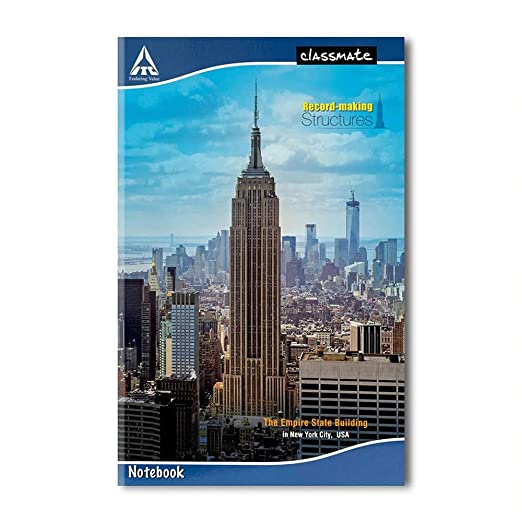 ITC
Enduring Value
classmate
Record-making
Structures
The Empire State Building
in New York City, USA
Notebook